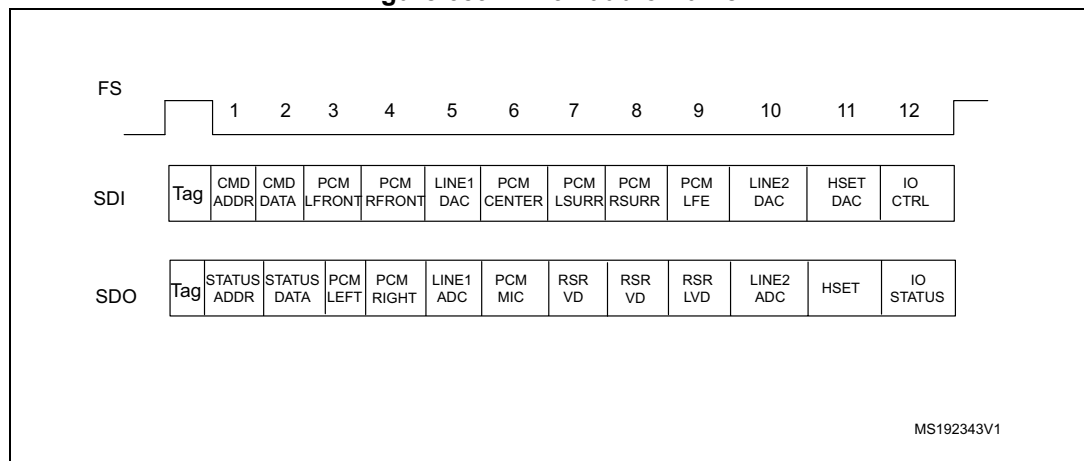 FS
1 2 3 4 5 6 7 8 9 10 11 12
SDI
Tag CMD CMD PCM PCM LINE1 PCM PCM PCM PCM LINE2 HSET IO
ADDR DATA LFRONT RFRONT DAC CENTER LSURR RSURR LFE DAC DAC CTRL
SDO
Tag STATUS STATUS PCM PCM LINE1 PCM RSR RSR RSR LINE2 HSET IO
ADDR DATA LEFT RIGHT ADC MIC VD VD LVD ADC STATUS
MS192343V1